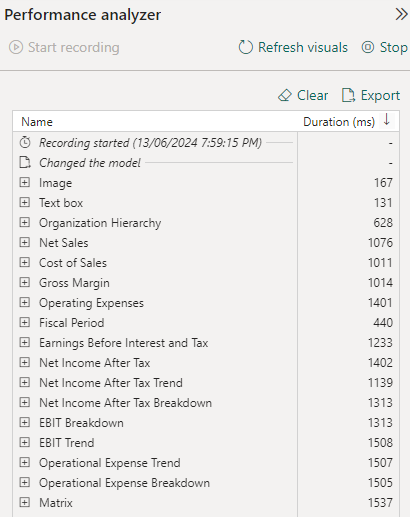 Performance analyzer
Start recording Refresh visuals Stop
Clear Export
Name Duration (ms)
Recording started (13/06/2024 7:59:15 PM) -
Changed the model -
Image 167
Text box 131
Organization Hierarchy 628
Net Sales 1076
Cost of Sales 1011
Gross Margin 1014
Operating Expenses 1401
Fiscal Period 440
Earnings Before Interest and Tax 1233
Net Income After Tax 1402
Net Income After Tax Trend 1139
Net Income After Tax Breakdown 1313
EBIT Breakdown 1313
EBIT Trend 1508
Operational Expense Trend 1507
Operational Expense Breakdown 1505
Matrix 1537